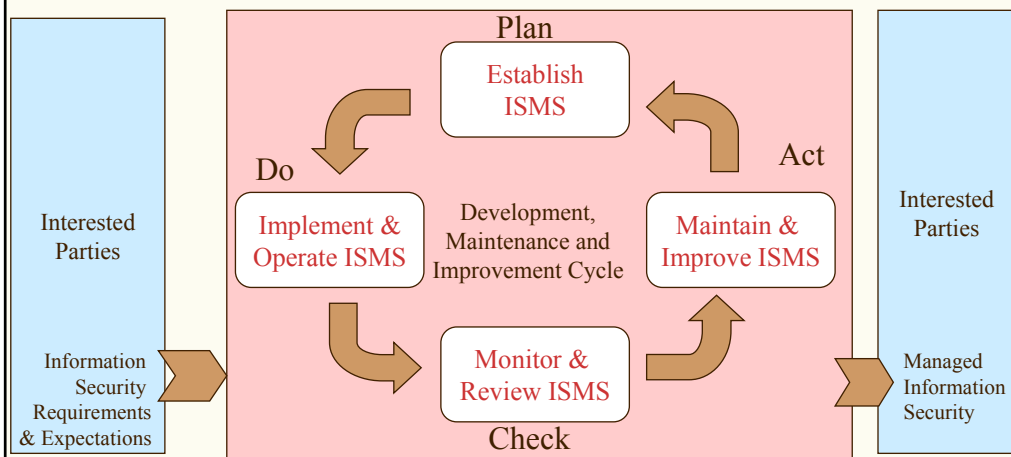 Plan
Establish
ISMS
Do
Act
Interested
Parties
Implement &
Operate ISMS
Development,
Maintenance and
Improvement Cycle
Maintain &
Improve ISMS
Interested
Parties
Information
Security
Requirements
& Expectations
Monitor &
Review ISMS
Managed
Information
Security
Check